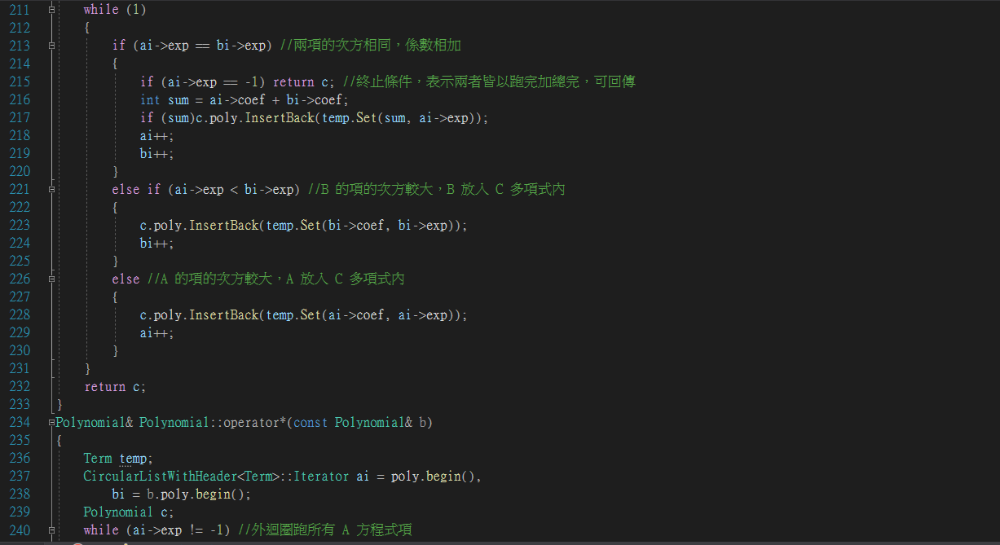 211 while (1)
212 {
213 if (ai->exp == bi->exp) //兩項的次方相同，係數相加
214 {
215 if (ai->exp == -1) return c; //終止條件，表示兩者皆以跑完加總完，可回傳
216 int sum = ai->coef + bi->coef;
217 if (sum)c.poly.InsertBack(temp.Set(sum, ai->exp));
218 ai++;
219 bi++;
220 }
221 else if (ai->exp < bi->exp) //B 的項的次方較大，B 放入 C 多項式內
222 {
223 c.poly.InsertBack(temp.Set(bi->coef, bi->exp));
224 bi++;
225 }
226 else //A 的項的次方較大，A 放入 C 多項式內
227 {
228 c.poly.InsertBack(temp.Set(ai->coef, ai->exp));
229 ai++;
230 }
231 }
232 return c;
233 }
234 Polynomial& Polynomial::operator*(const Polynomial& b)
235 {
236 Term temp;
237 CircularListWithHeader<Term>::Iterator ai = poly.begin(),
238 bi = b.poly.begin();
239 Polynomial c;
240 while (ai->exp != -1) //外迴圈跑所有 A 方程式項